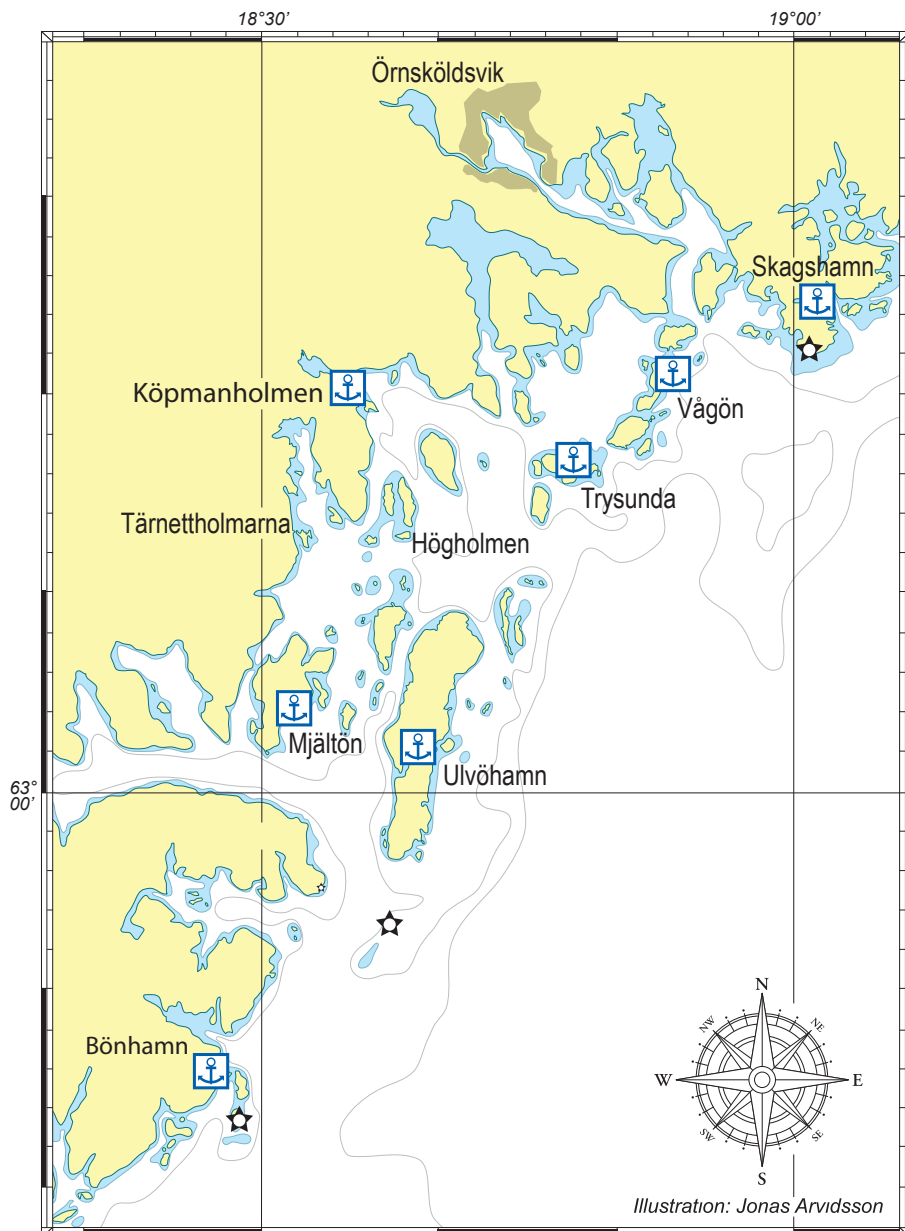 18°30’
19°00’
Örnsköldsvik
Skagshamn
Köpmanholmen
Vågön
Trysunda
Tärnettholmarna
Högholmen
Mjältön
Ulvöhamn
63°
00’
Bönhamn
N
NW
NE
W
E
SW
SE
S
Illustration: Jonas Arvidsson